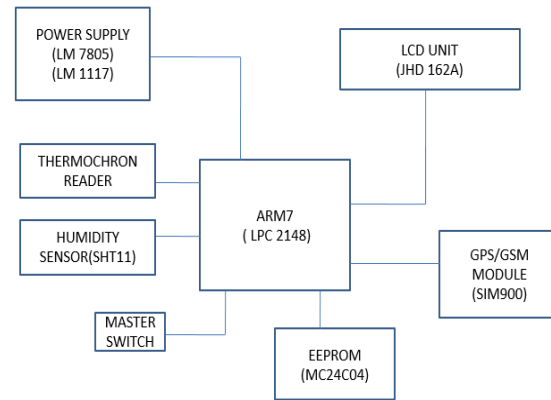 POWER SUPPLY
(LM 7805)
(LM 1117)
LCD UNIT
(JHD 162A)
THERMOCHRON
READER
HUMIDITY
SENSOR(SHT11)
ARM7
( LPC 2148)
GPS/GSM
MODULE
(SIM900)
MASTER
SWITCH
EEPROM
(MC24C04)